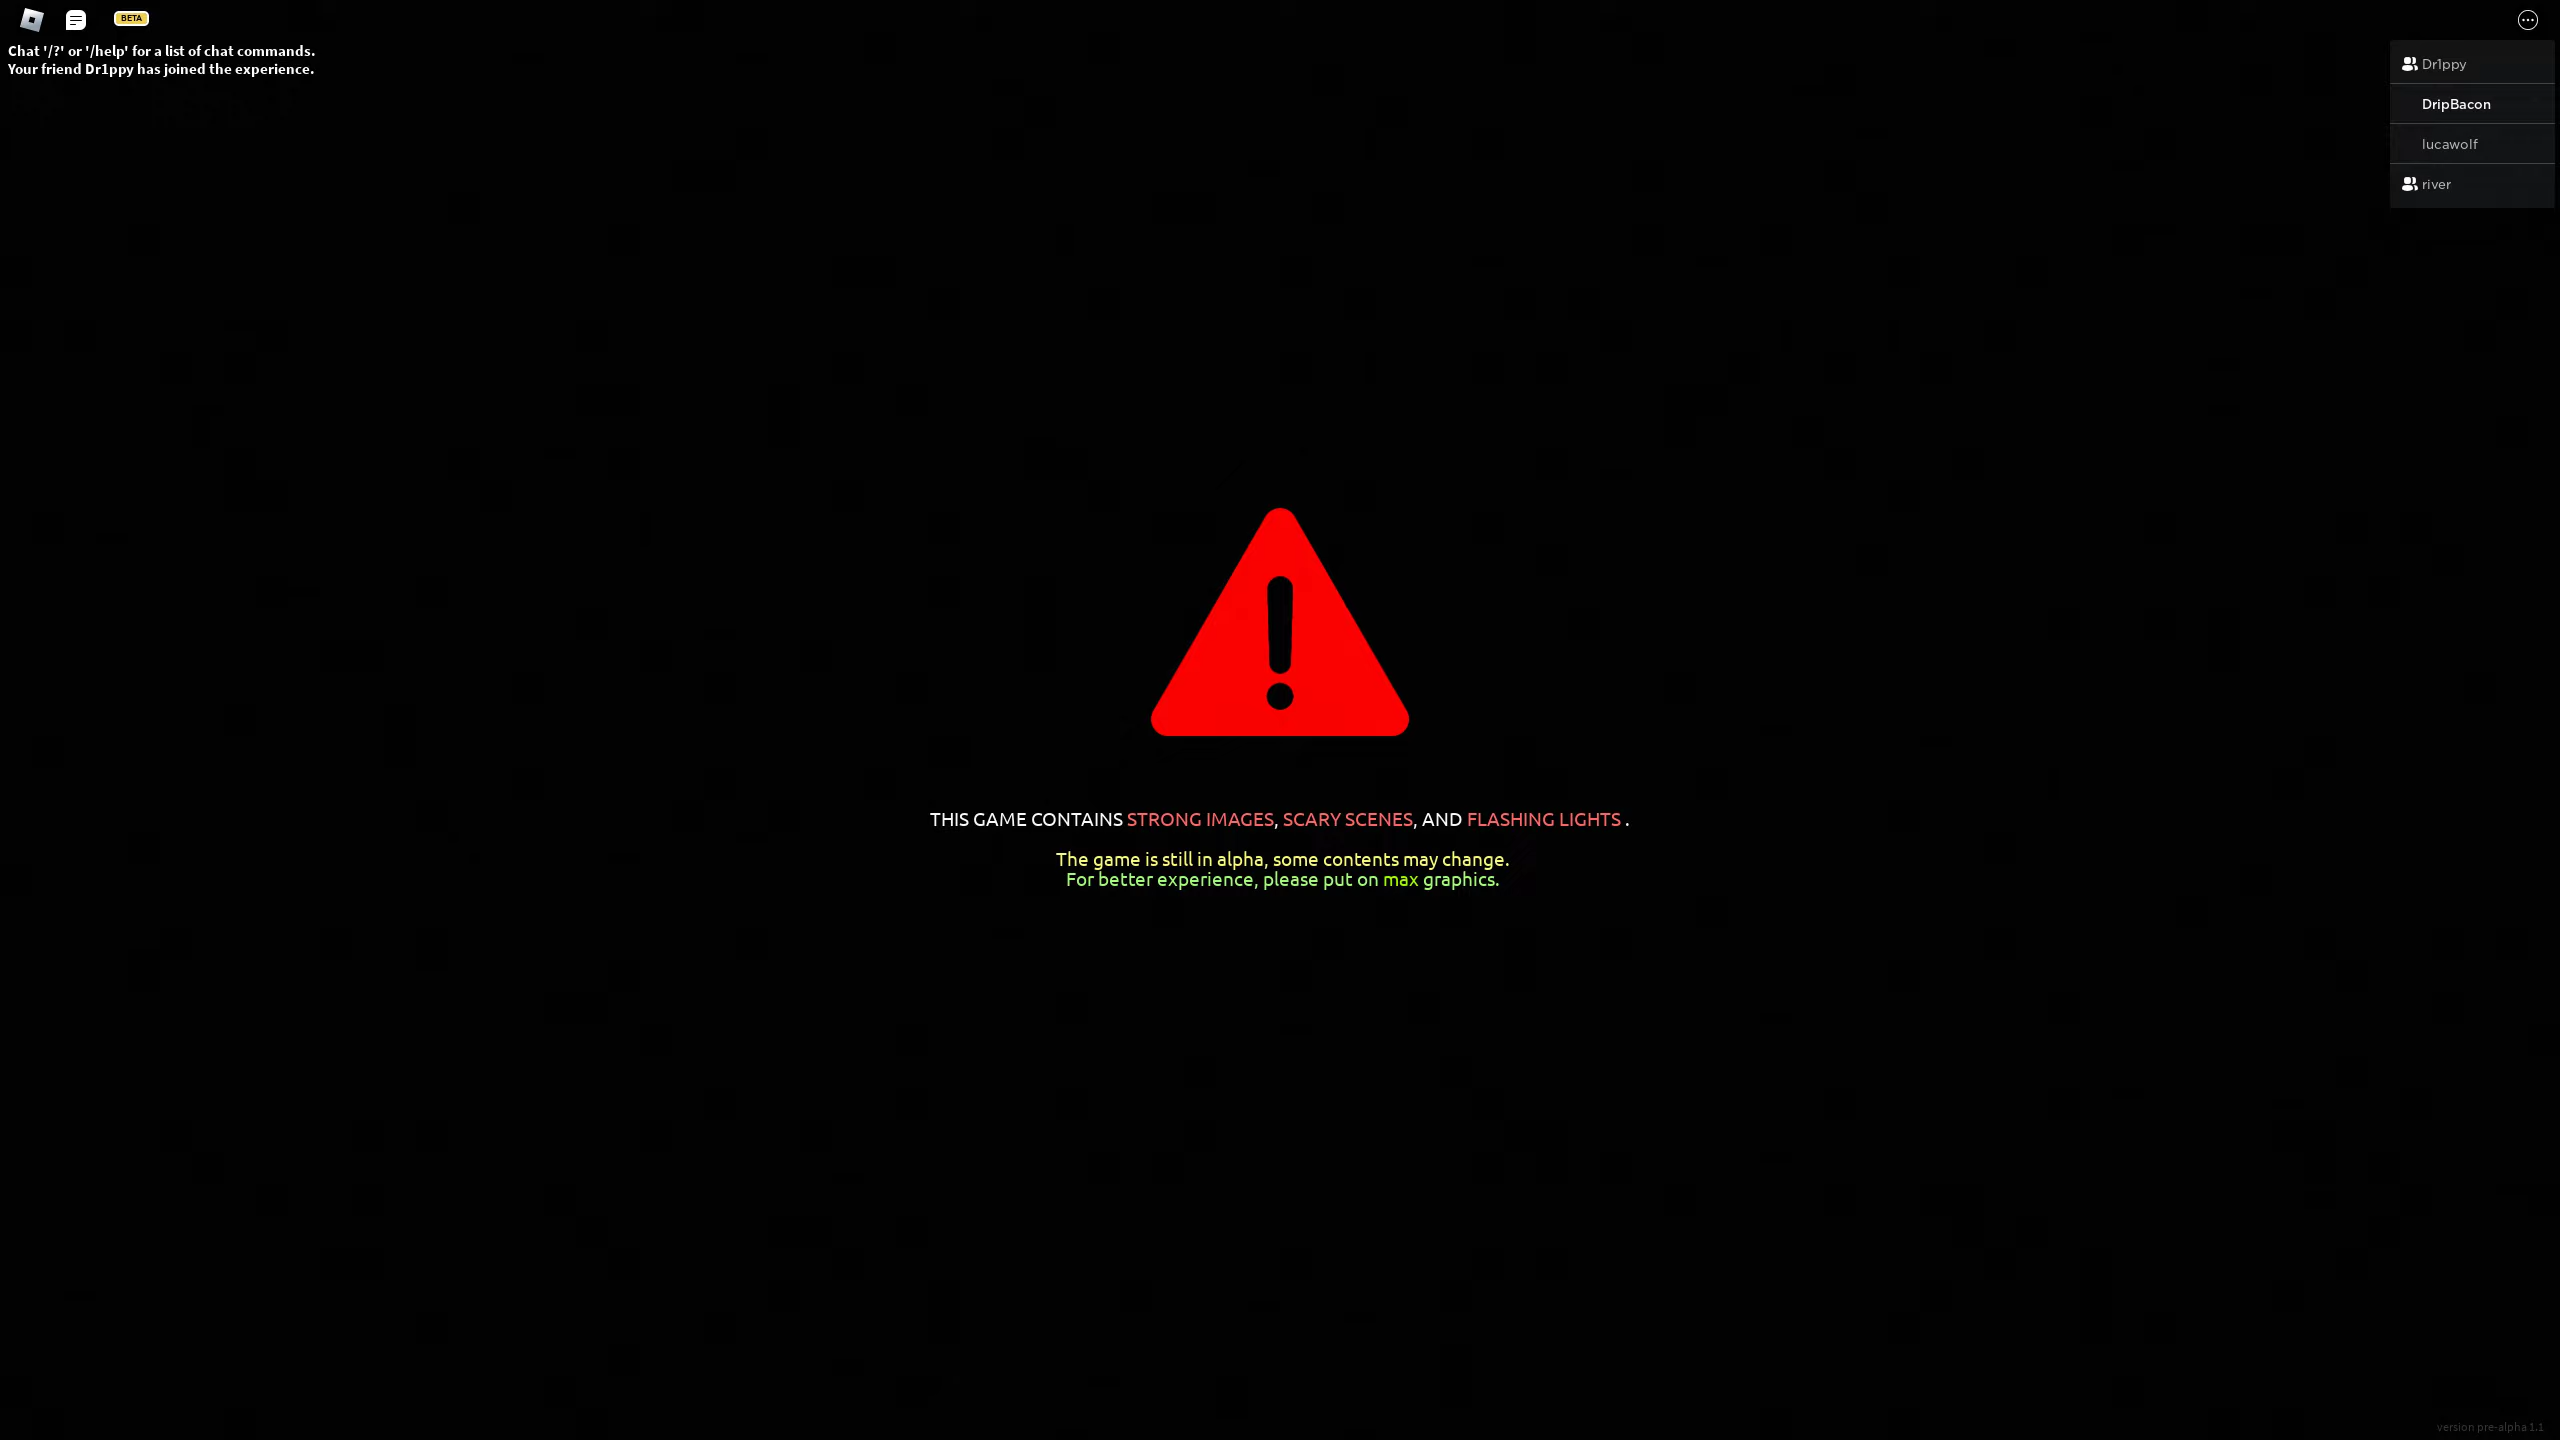 BETA
Chat '/?' or '/help' for a list of chat commands.
Your friend Dr1ppy has joined the experience.
Dr1ppy
DripBacon
lucawolf
river
THIS GAME CONTAINS STRONG IMAGES, SCARY SCENES, AND FLASHING LIGHTS .
The game is still in alpha, some contents may change.
For better experience, please put on max graphics.
version pre-alpha 1.1